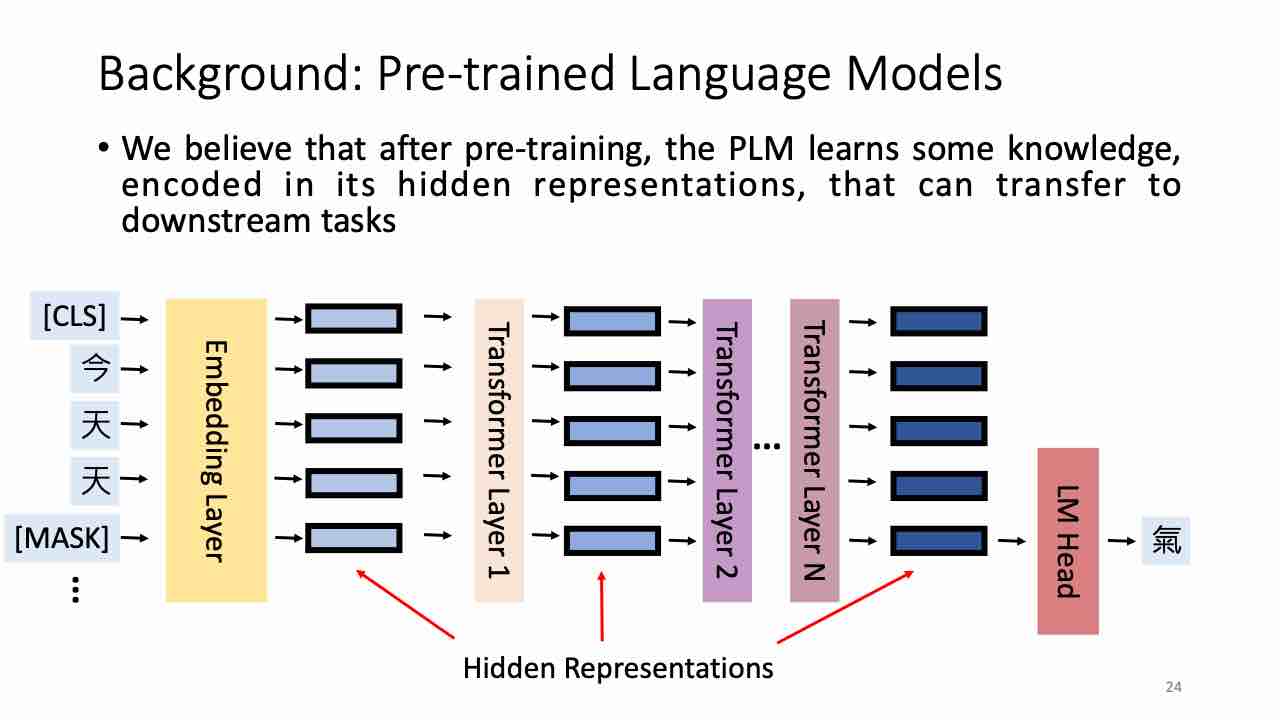 Background: Pre-trained Language Models
• We believe that after pre-training, the PLM learns some knowledge,
encoded in its hidden representations, that can transfer to
downstream tasks
[CLS]
今
天
天
[MASK]
⋮
Embedding Layer
Transformer Layer 1
Transformer Layer 2
...
Transformer Layer N
LM Head
氣
Hidden Representations
24